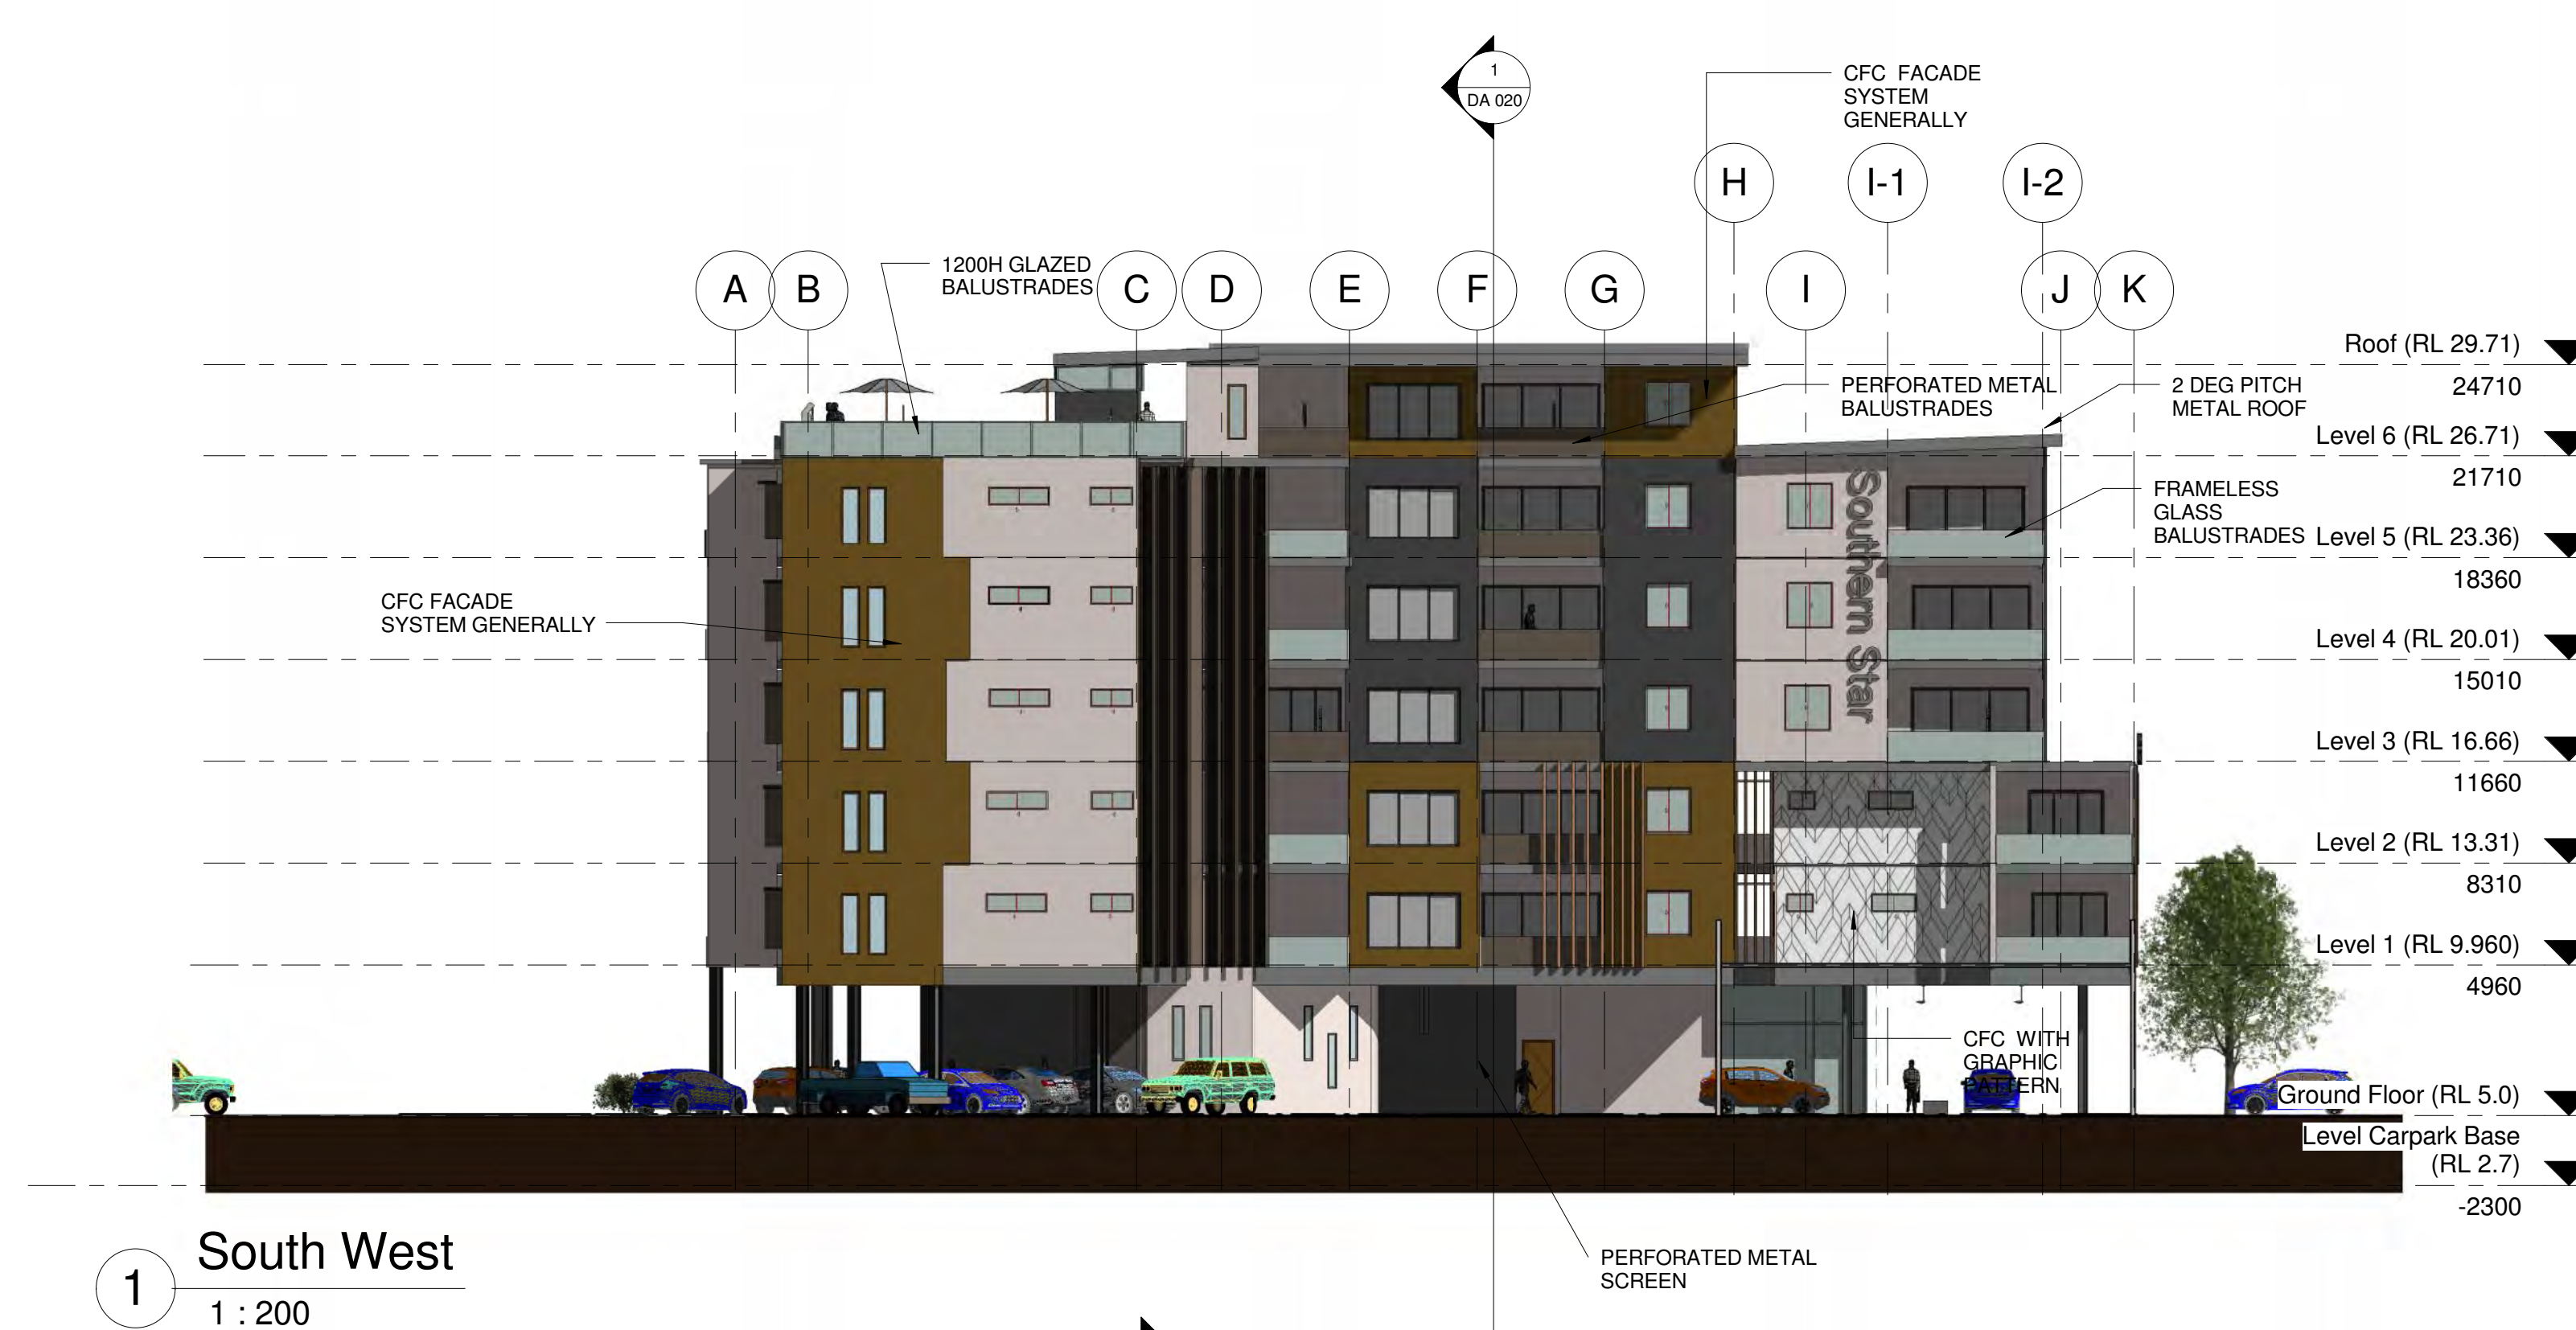 1
DA 020
CFC FACADE
SYSTEM
GENERALLY
H
I-1
I-2
1200H GLAZED
BALUSTRADES
A
B
C
D
E
F
G
I
J
K
Roof (RL 29.71)
24710
PERFORATED METAL
BALUSTRADES
2 DEG PITCH
METAL ROOF
Level 6 (RL 26.71)
21710
FRAMELESS
GLASS
BALUSTRADES
Level 5 (RL 23.36)
18360
Southern Star
CFC FACADE
SYSTEM GENERALLY
Level 4 (RL 20.01)
15010
Level 3 (RL 16.66)
11660
Level 2 (RL 13.31)
8310
Level 1 (RL 9.960)
4960
CFC WITH
GRAPHIC
PATTERN
Ground Floor (RL 5.0)
Level Carpark Base
(RL 2.7)
-2300
PERFORATED METAL
SCREEN
1
South West
1 : 200